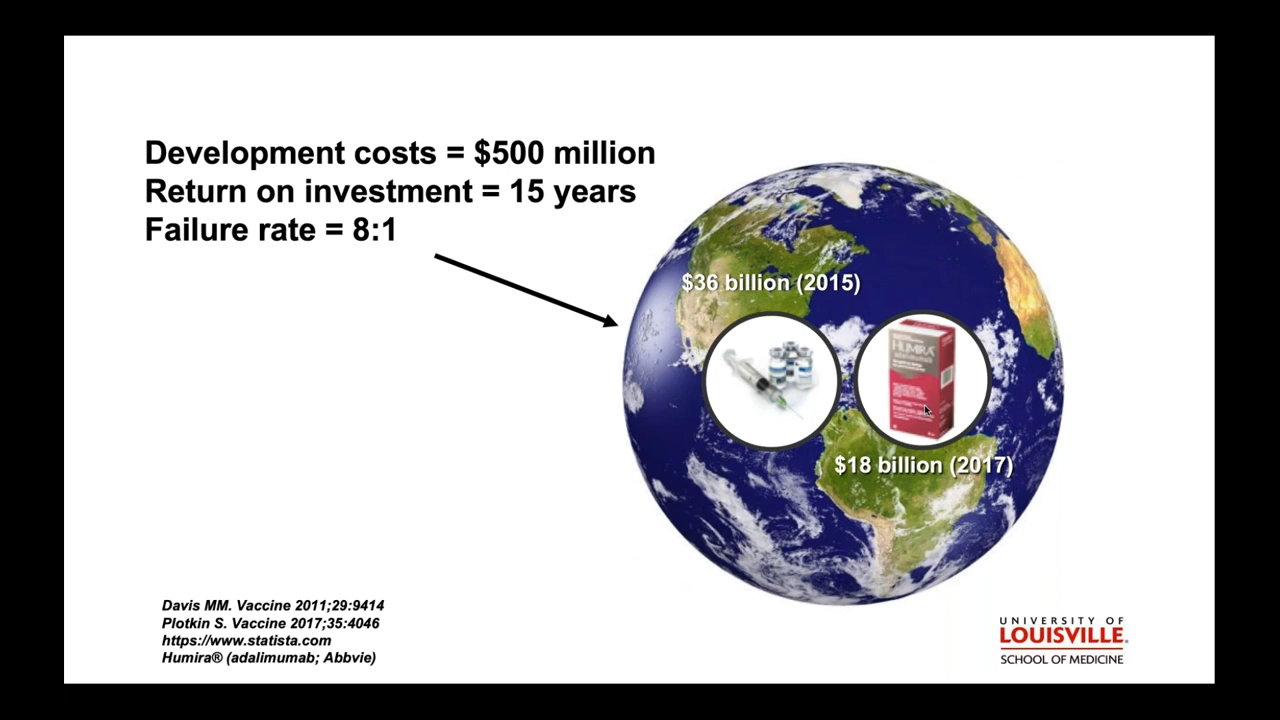 Development costs = $500 million
Return on investment = 15 years
Failure rate = 8:1
$36 billion (2015)
HUMIRA
adalimumab
$18 billion (2017)
Davis MM. Vaccine 2011;29:9414
Plotkin S. Vaccine 2017;35:4046
https://www.statista.com
Humira® (adalimumab; Abbvie)
UNIVERSITY OF
LOUISVILLE.
SCHOOL OF MEDICINE